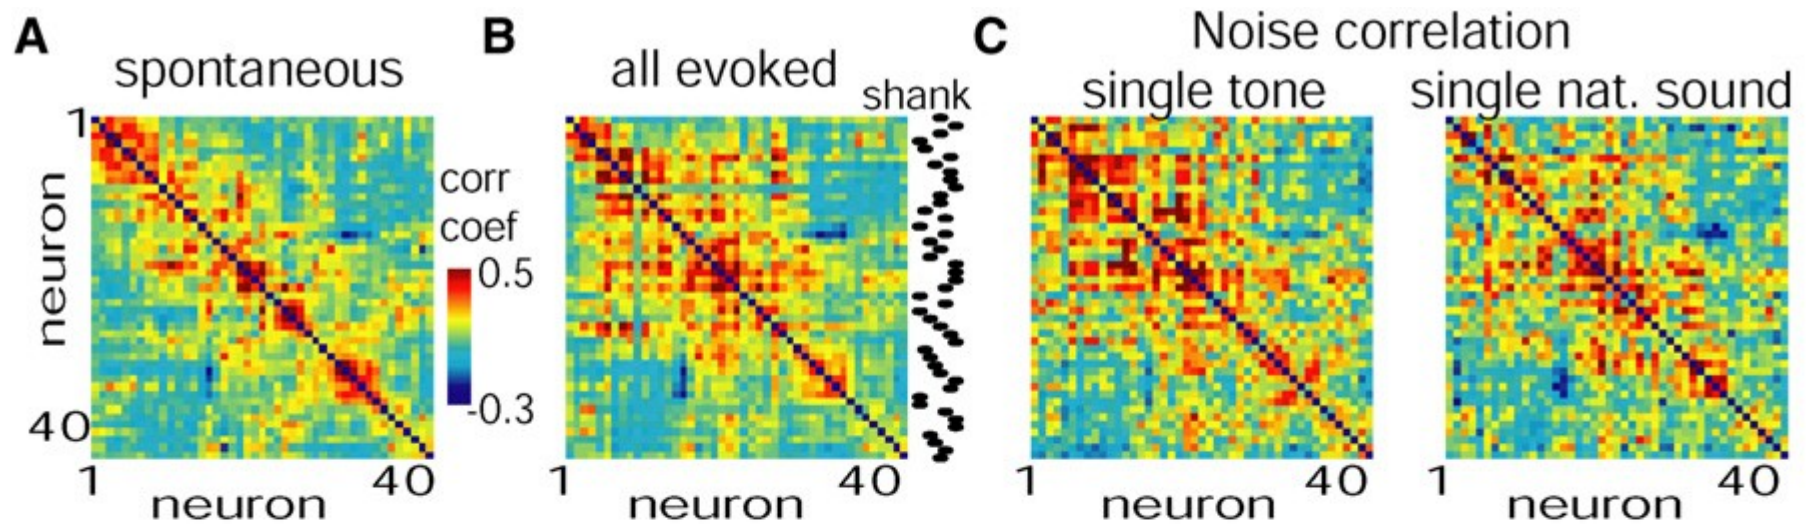 A
spontaneous
1
neuron
40
1
40
neuron
corr
coef
0.5
-0.3
B
all evoked
shank
1
40
neuron
C
Noise correlation
single tone
single nat. sound
1
40
neuron
1
40
neuron